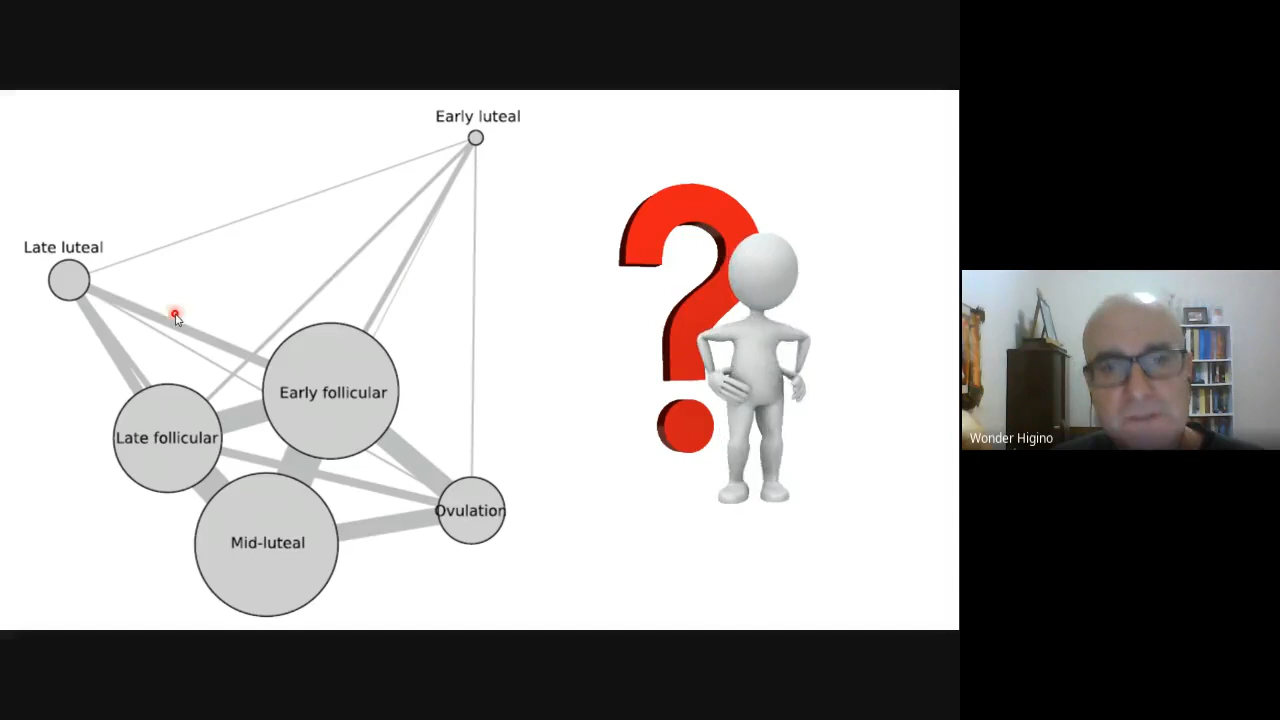 Early luteal
Late luteal
Early follicular
Late follicular
Ovulation
Mid-luteal
Wonder Higino